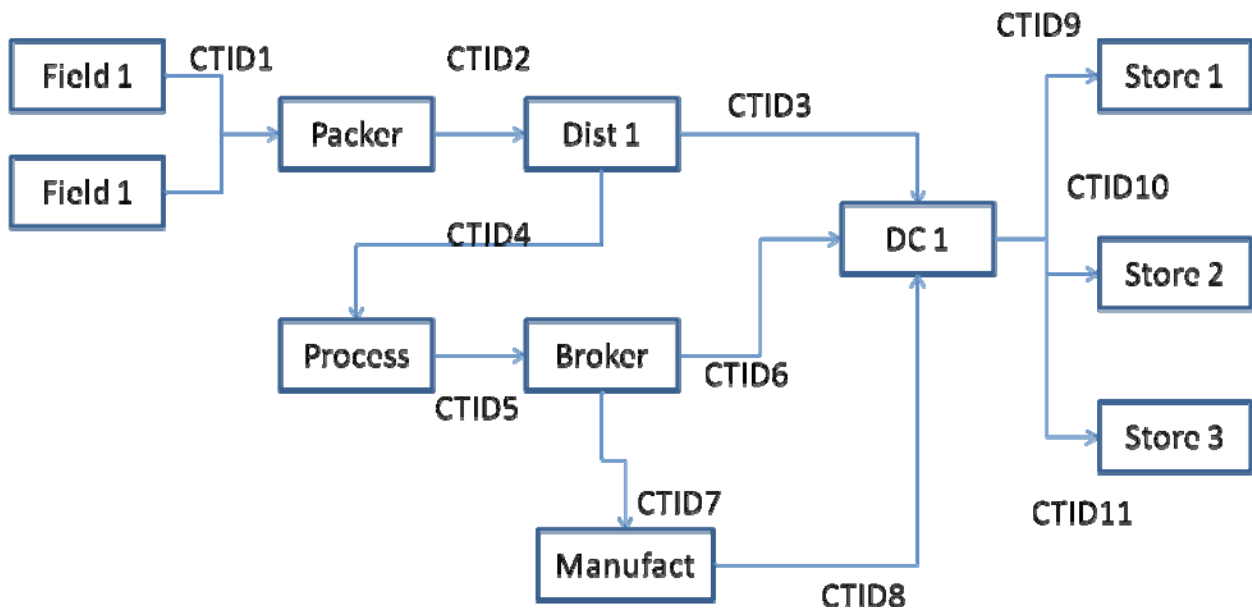 CTID9
Field 1
CTID1
CTID2
Store 1
CTID3
Packer
Dist 1
Field 1
CTID10
CTID4
DC 1
Store 2
Process
Broker
CTID6
CTID5
Store 3
CTID7
CTID11
Manufact
CTID8